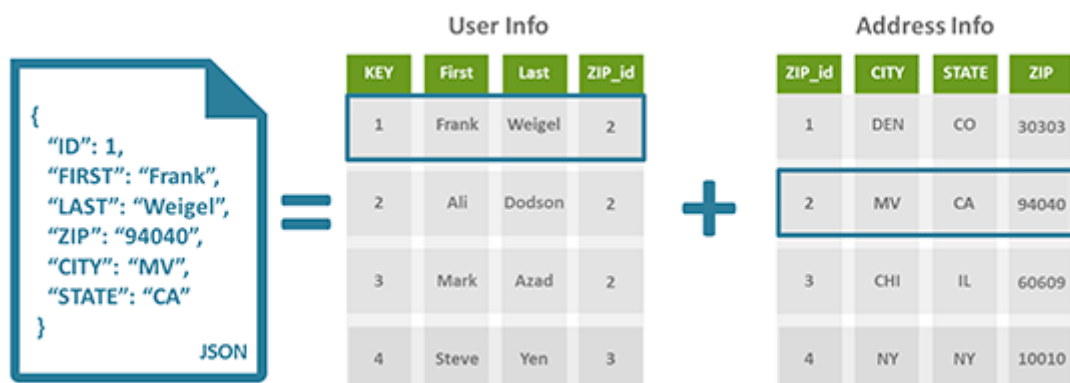 {
“ID”: 1,
“FIRST”: “Frank”,
“LAST”: “Weigel”,
“ZIP”: “94040”,
“CITY”: “MV”,
“STATE”: “CA”
}
JSON
=
User Info
KEY First Last ZIP_id
1 Frank Weigel 2
2 Ali Dodson 2
3 Mark Azad 2
4 Steve Yen 3
+
Address Info
ZIP_id CITY STATE ZIP
1 DEN CO 30303
2 MV CA 94040
3 CHI IL 60609
4 NY NY 10010